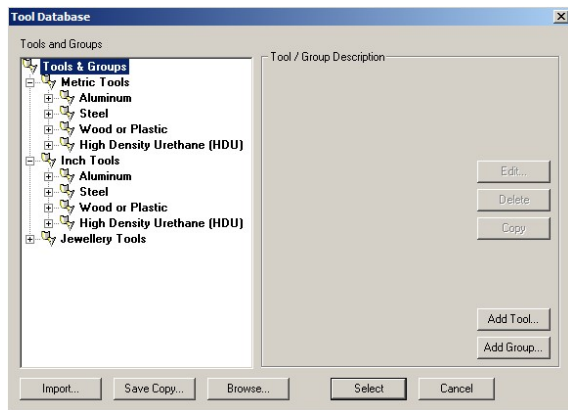 Tool Database
Tools and Groups
Tools & Groups
Metric Tools
Aluminum
Steel
Wood or Plastic
High Density Urethane (HDU)
Inch Tools
Aluminum
Steel
Wood or Plastic
High Density Urethane (HDU)
Jewellery Tools
Tool / Group Description
Edit...
Delete
Copy
Add Tool...
Add Group...
Import...
Save Copy...
Browse...
Select
Cancel